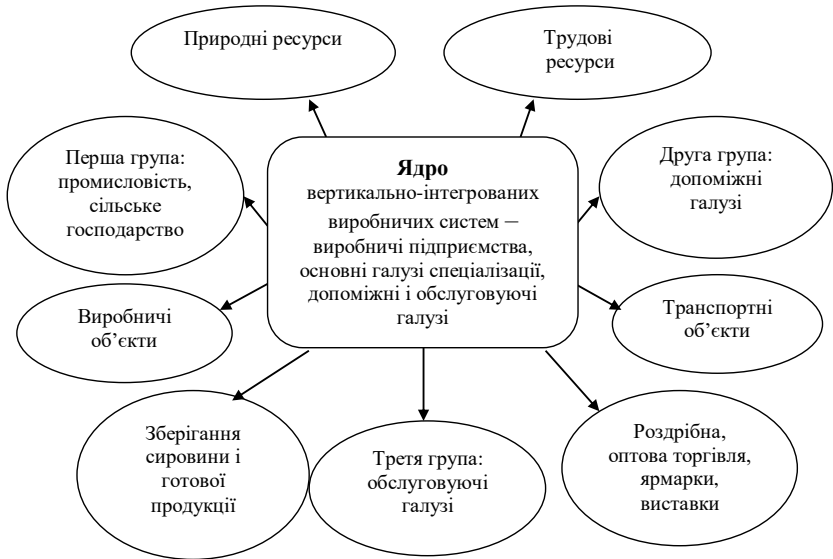 Природні ресурси
Трудові
ресурси
Перша група:
промисловість,
сільське
господарство
Ядро
вертикально-інтегрованих
виробничих систем –
виробничі підприємства,
основні галузі спеціалізації,
допоміжні і обслуговуючі
галузі
Друга група:
допоміжні
галузі
Виробничі
об’єкти
Транспортні
об’єкти
Зберігання
сировини і
готової
продукції
Третя група:
обслуговуючі
галузі
Роздрібна,
оптова торгівля,
ярмарки,
виставки